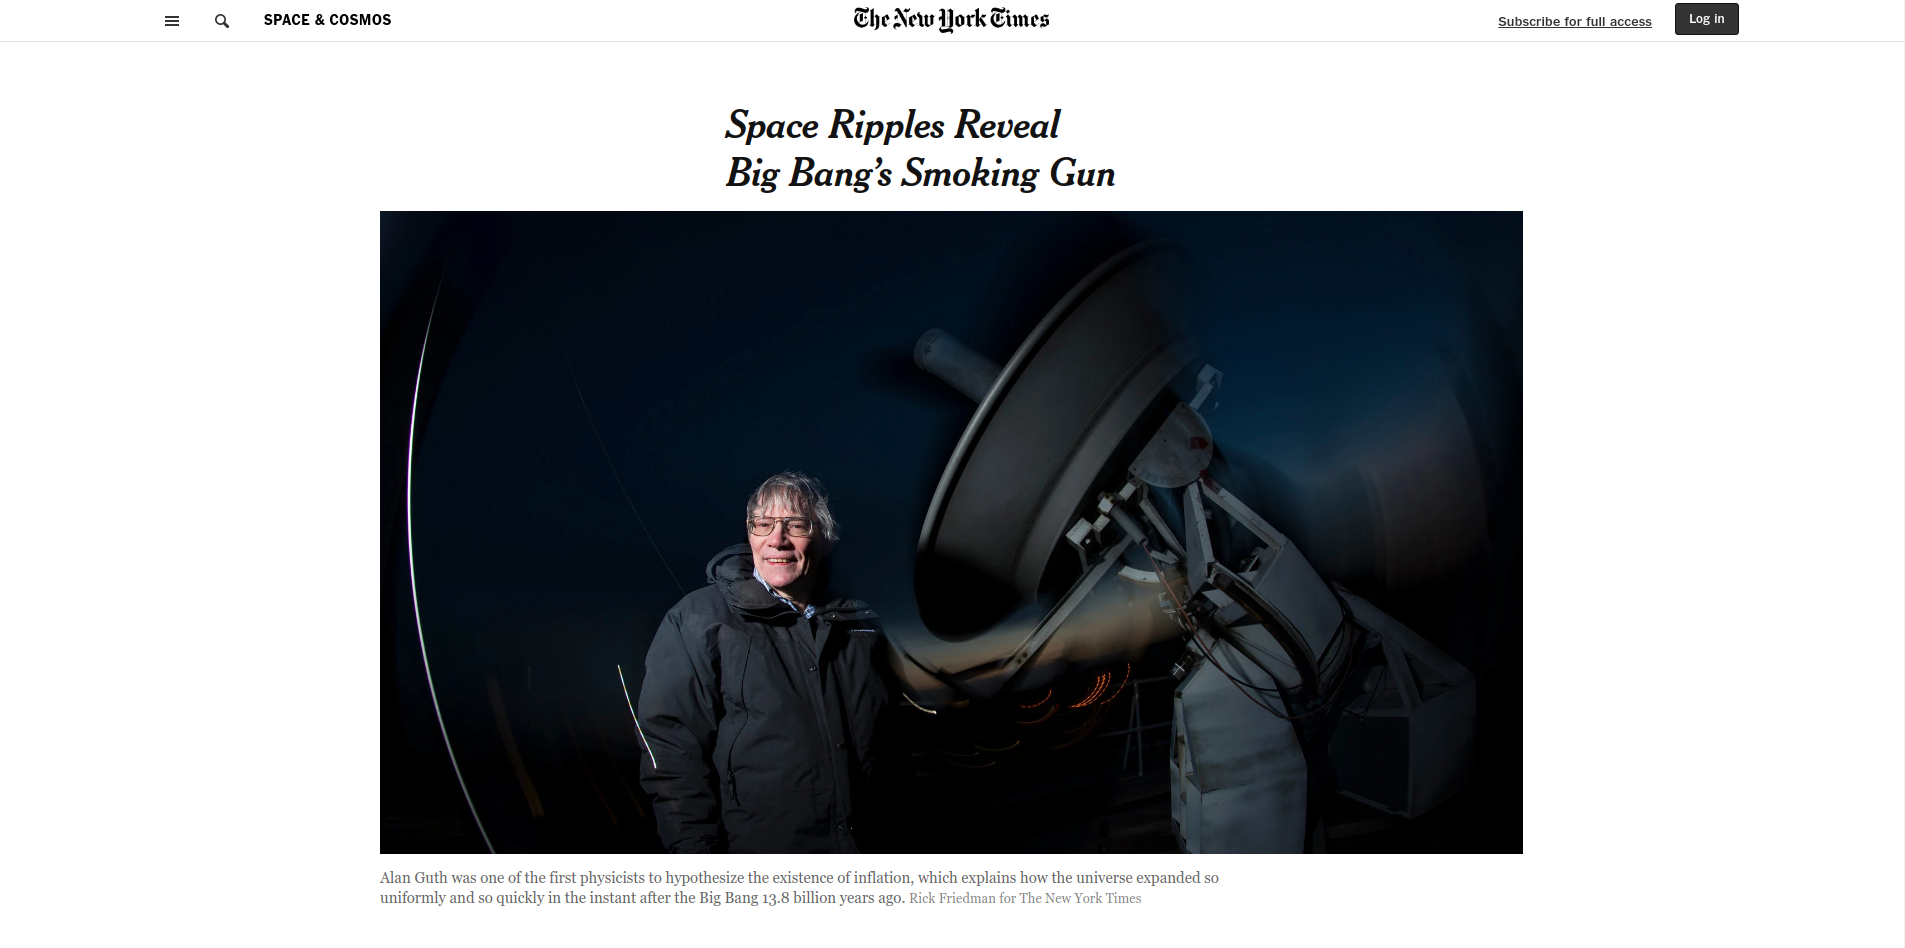 SPACE & COSMOS
The New York Times
Subscribe for full access
Log in
Space Ripples Reveal
Big Bang’s Smoking Gun
Alan Guth was one of the first physicists to hypothesize the existence of inflation, which explains how the universe expanded so
uniformly and so quickly in the instant after the Big Bang 13.8 billion years ago. Rick Friedman for The New York Times